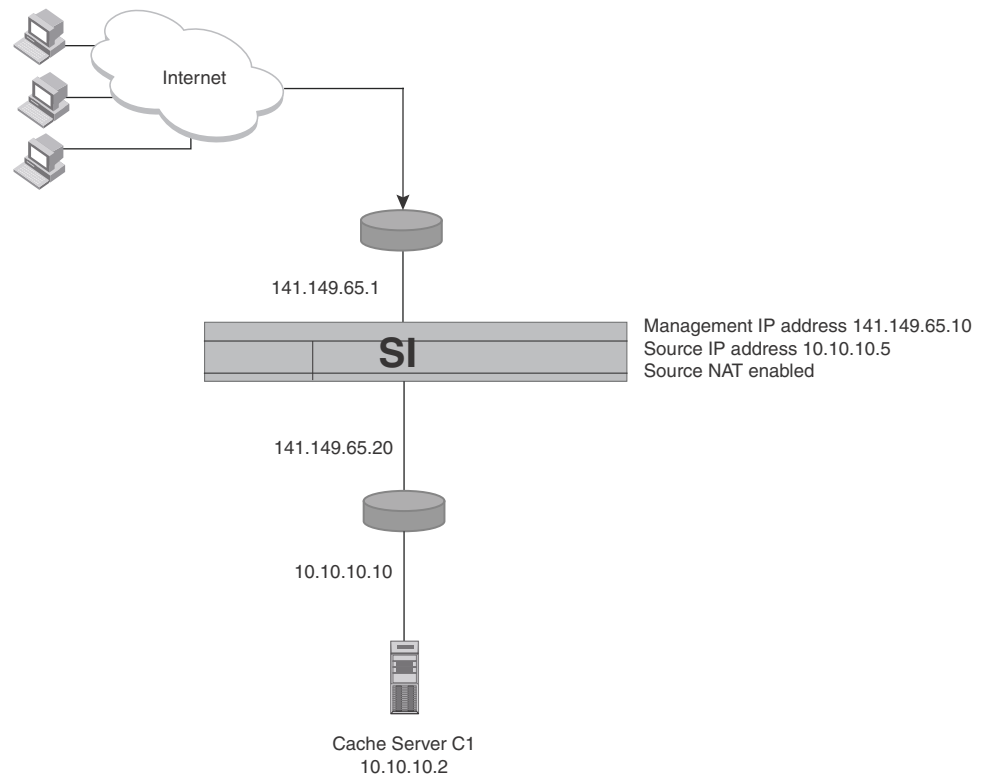 Internet
141.149.65.1
SI
Management IP address 141.149.65.10
Source IP address 10.10.10.5
Source NAT enabled
141.149.65.20
10.10.10.10
Cache Server C1
10.10.10.2